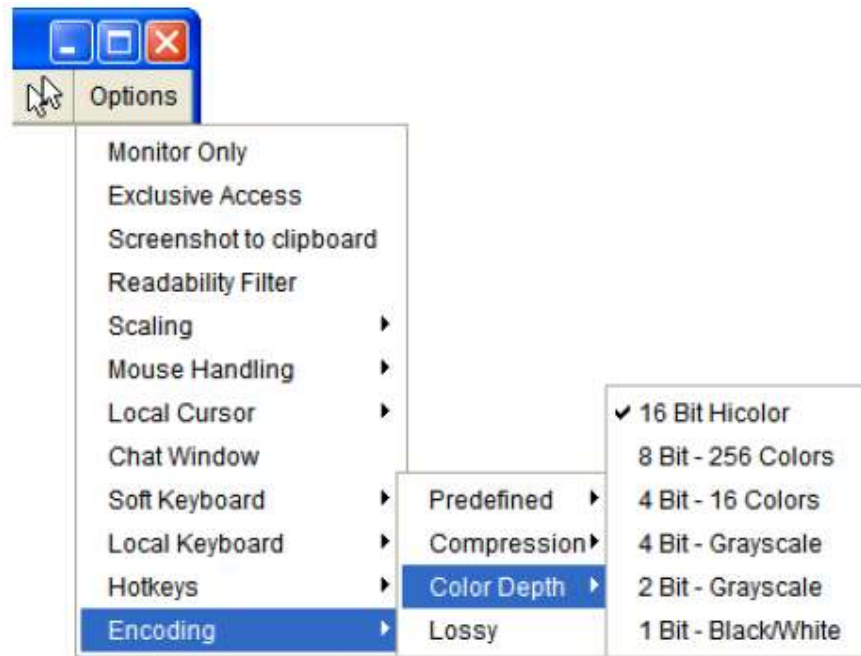 Options
Monitor Only
Exclusive Access
Screenshot to clipboard
Readability Filter
Scaling
Mouse Handling
Local Cursor
Chat Window
Soft Keyboard
Local Keyboard
Hotkeys
Encoding
Predefined
Compression
Color Depth
Lossy
16 Bit Hicolor
8 Bit - 256 Colors
4 Bit - 16 Colors
4 Bit - Grayscale
2 Bit - Grayscale
1 Bit - Black/White